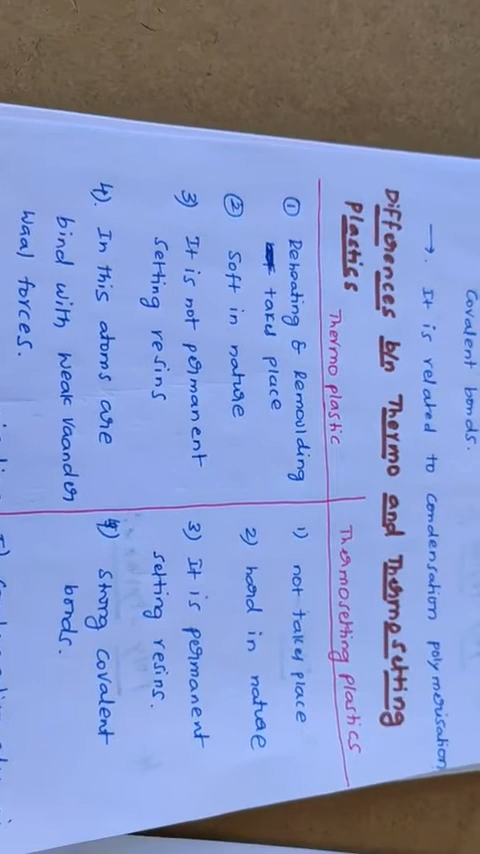 Covalent bonds.
→. It is related to condensation polymerisation
Differences b/n Thermo and Thermosetting
Plastics
Thermo plastic
① Reheating & Remoulding
takes place
② Soft in nature
3) It is not permanent
setting resins
4). In this atoms are
bind with weak vaander
waal forces.
Thermosetting plastics
1) not takes place
2) hard in nature
3) It is permanent
setting resins.
4) Strong covalent
bonds.